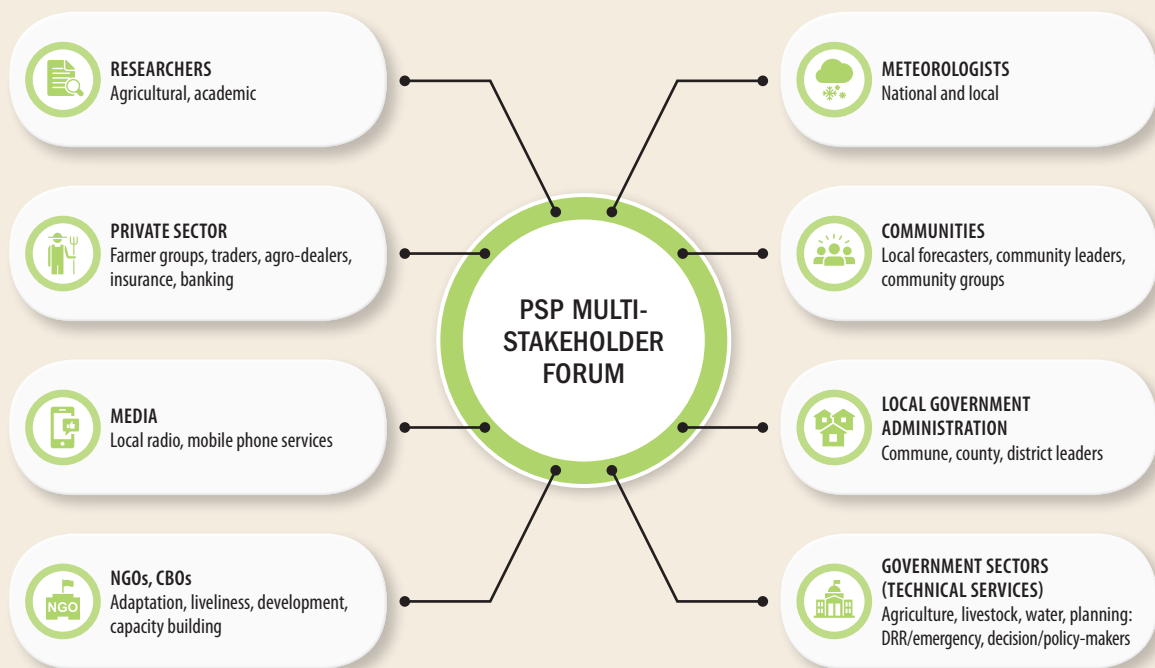 RESEARCHERS
Agricultural, academic
PRIVATE SECTOR
Farmer groups, traders, agro-dealers,
insurance, banking
MEDIA
Local radio, mobile phone services
NGO
NGOs, CBOs
Adaptation, liveliness, development,
capacity building
PSP MULTI-
STAKEHOLDER
FORUM
METEOROLOGISTS
National and local
COMMUNITIES
Local forecasters, community leaders,
community groups
LOCAL GOVERNMENT
ADMINISTRATION
Commune, county, district leaders
GOVERNMENT SECTORS
(TECHNICAL SERVICES)
Agriculture, livestock, water, planning:
DRR/emergency, decision/policy-makers